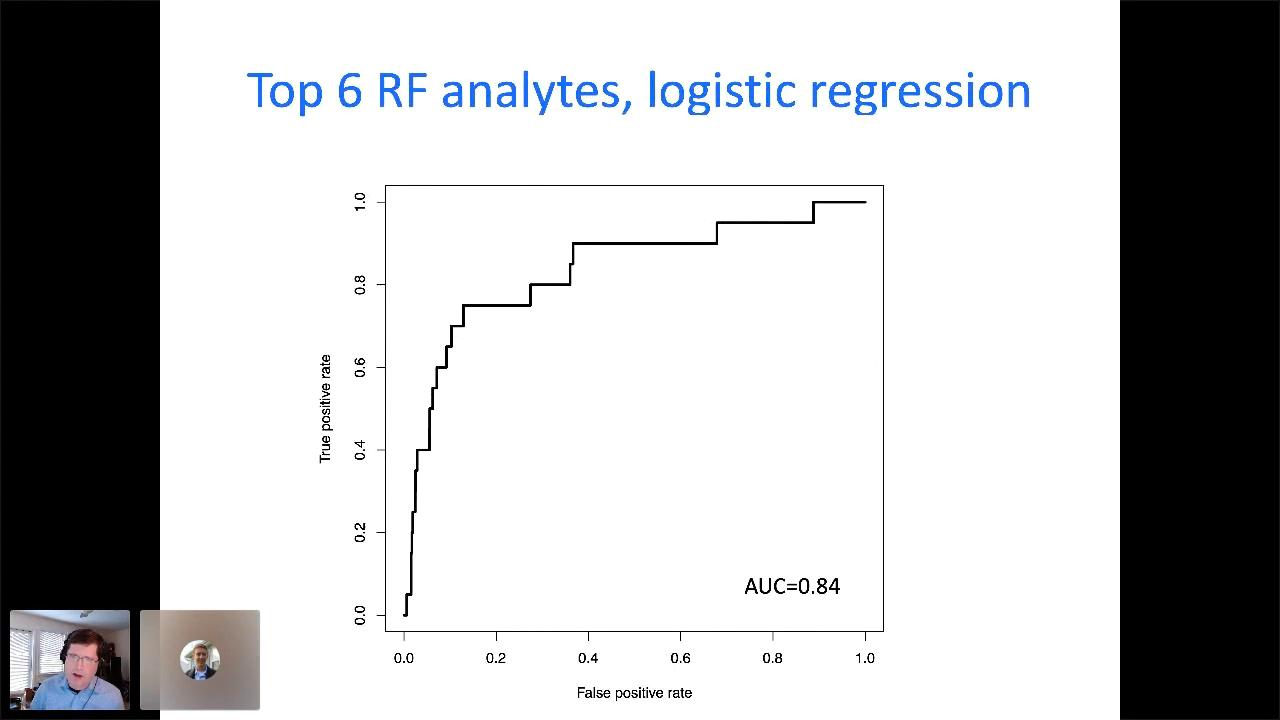 Top 6 RF analytes, logistic regression
1.0
0.8
0.6
0.4
0.2
0.0
True positive rate
AUC=0.84
0.0 0.2 0.4 0.6 0.8 1.0
False positive rate